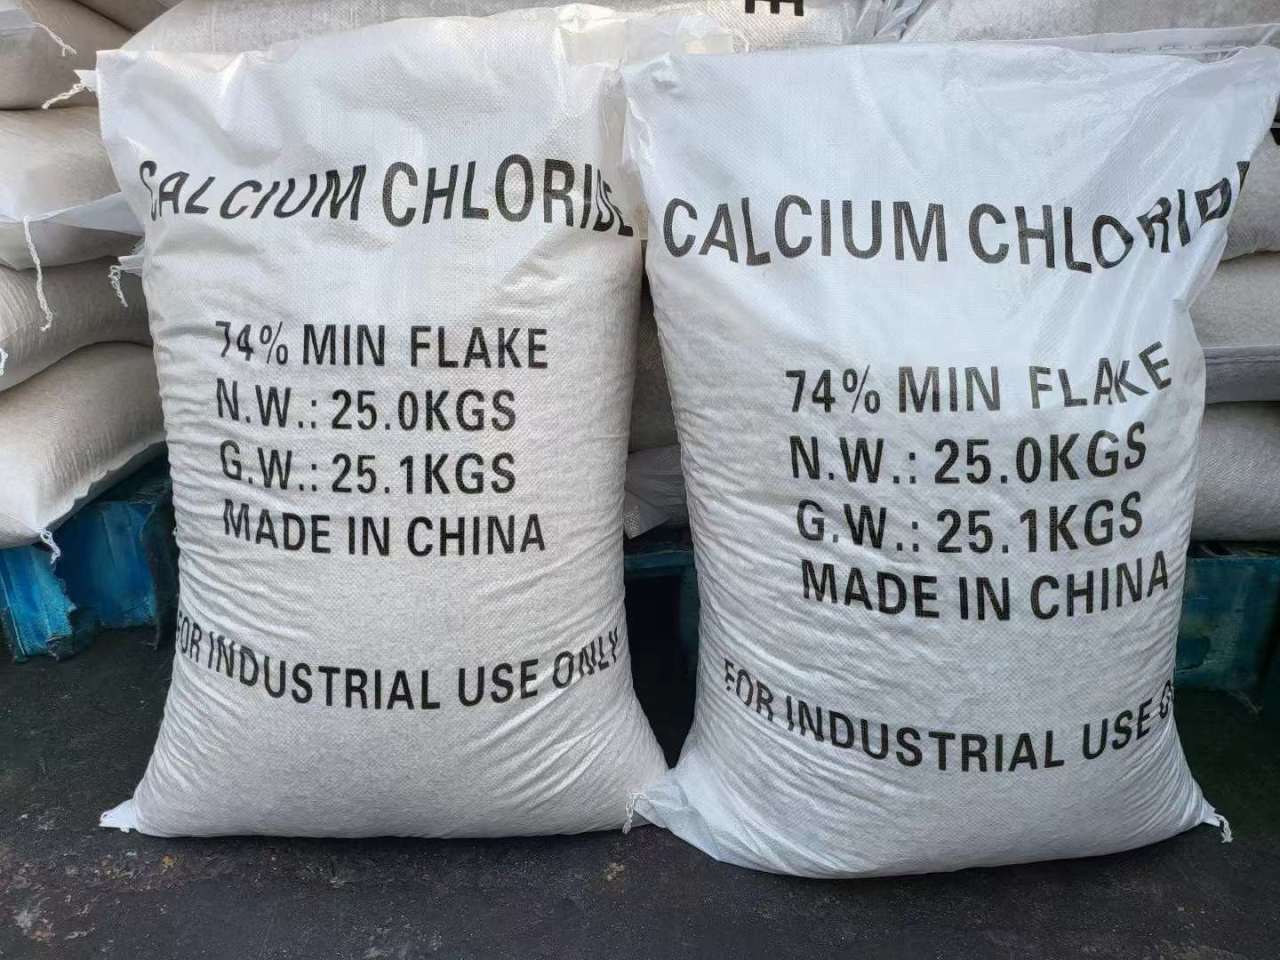 CALCIUM CHLORIDE
74% MIN FLAKE
N.W.: 25.0KGS
G.W.: 25.1KGS
MADE IN CHINA
FOR INDUSTRIAL USE ONLY
CALCIUM CHLORID
74% MIN FLAKE
N.W.: 25.0KGS
G.W.: 25.1KGS
MADE IN CHINA
FOR INDUSTRIAL USE